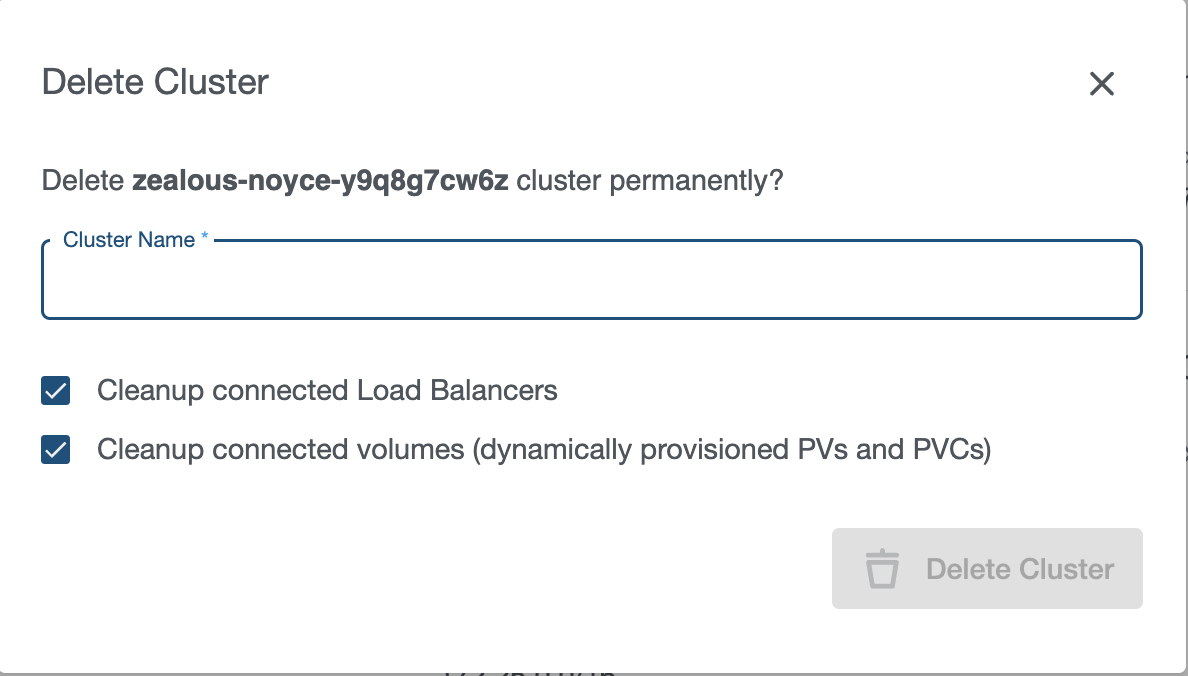 Delete Cluster
Delete zealous-noyce-y9q8g7cw6z cluster permanently?
Cluster Name *
Cleanup connected Load Balancers
Cleanup connected volumes (dynamically provisioned PVs and PVCs)
Delete Cluster